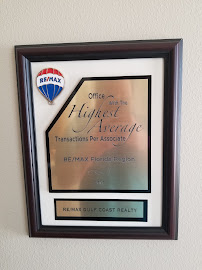 RE/MAX
Office
with The
Highest
Average
Transactions Per Associate
RE/MAX Florida Region
RE/MAX GULF COAST REALTY